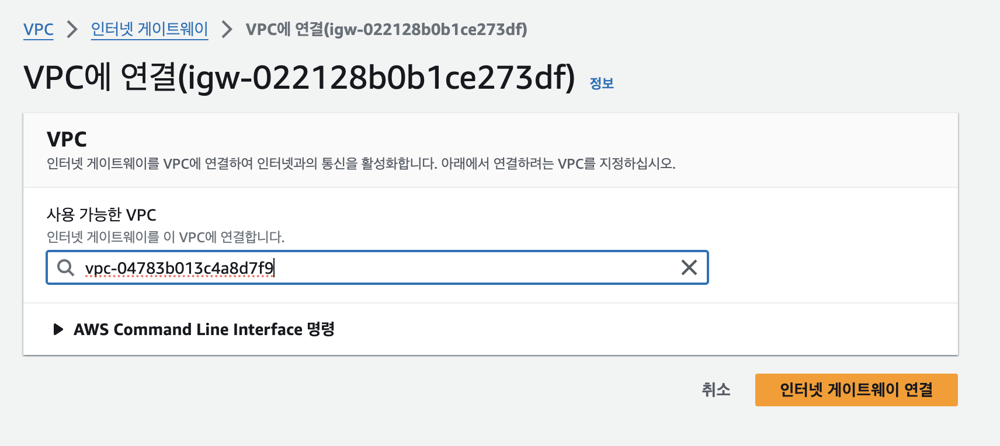 VPC > 인터넷 게이트웨이 > VPC에 연결(igw-022128b0b1ce273df)
VPC에 연결(igw-022128b0b1ce273df) 정보
VPC
인터넷 게이트웨이를 VPC에 연결하여 인터넷과의 통신을 활성화합니다. 아래에서 연결하려는 VPC를 지정하십시오.
사용 가능한 VPC
인터넷 게이트웨이를 이 VPC에 연결합니다.
vpc-04783b013c4a8d7f9
AWS Command Line Interface 명령
취소 인터넷 게이트웨이 연결